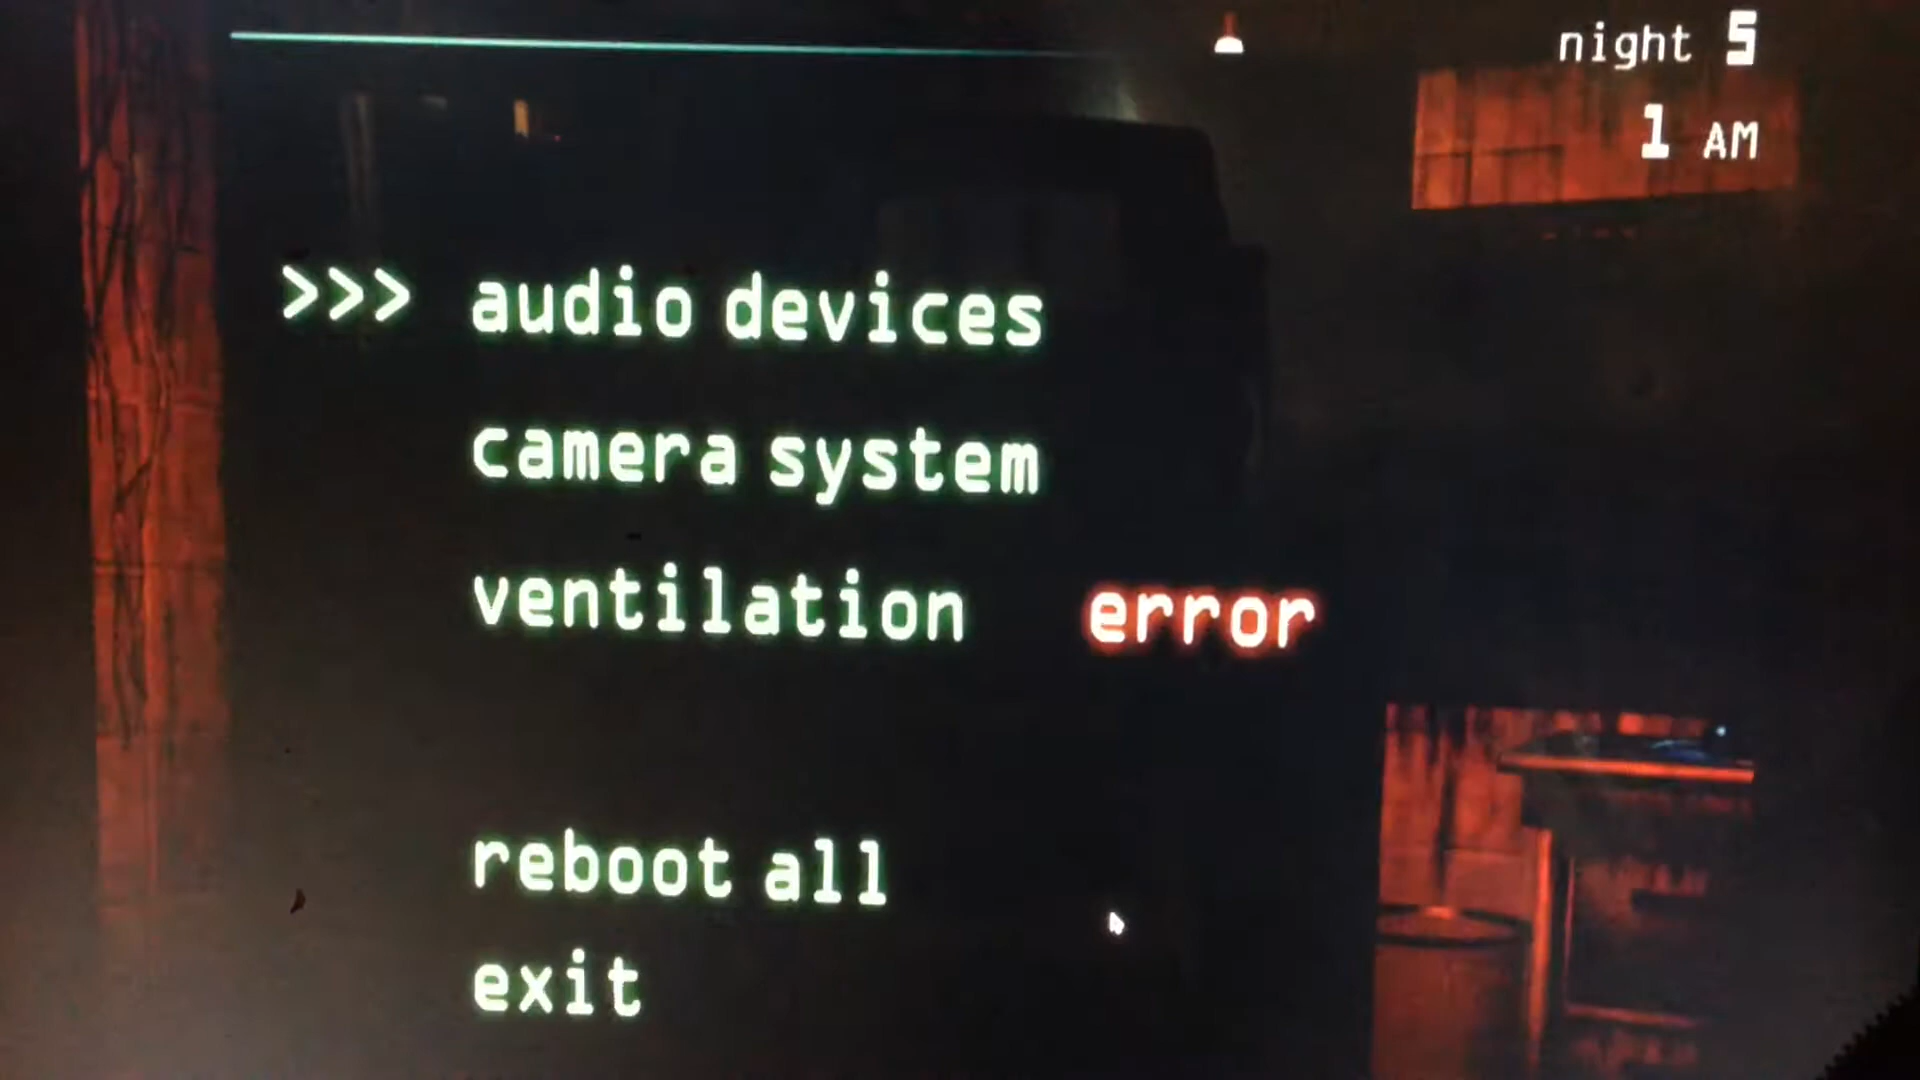 night 5
1 AM
>>> audio devices
camera system
ventilation error
reboot all
exit